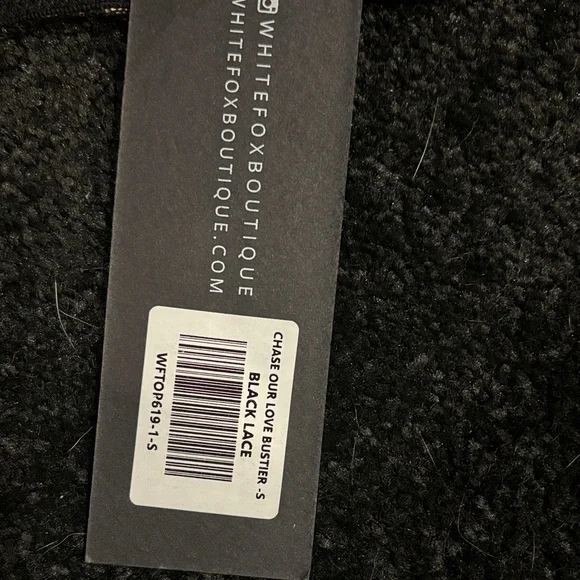 WHITEFOXBOUTIQUE
WHITEFOXBOUTIQUE.COM
CHASE OUR LOVE BUSTIER -S
BLACK LACE
WFTOP619-1-S